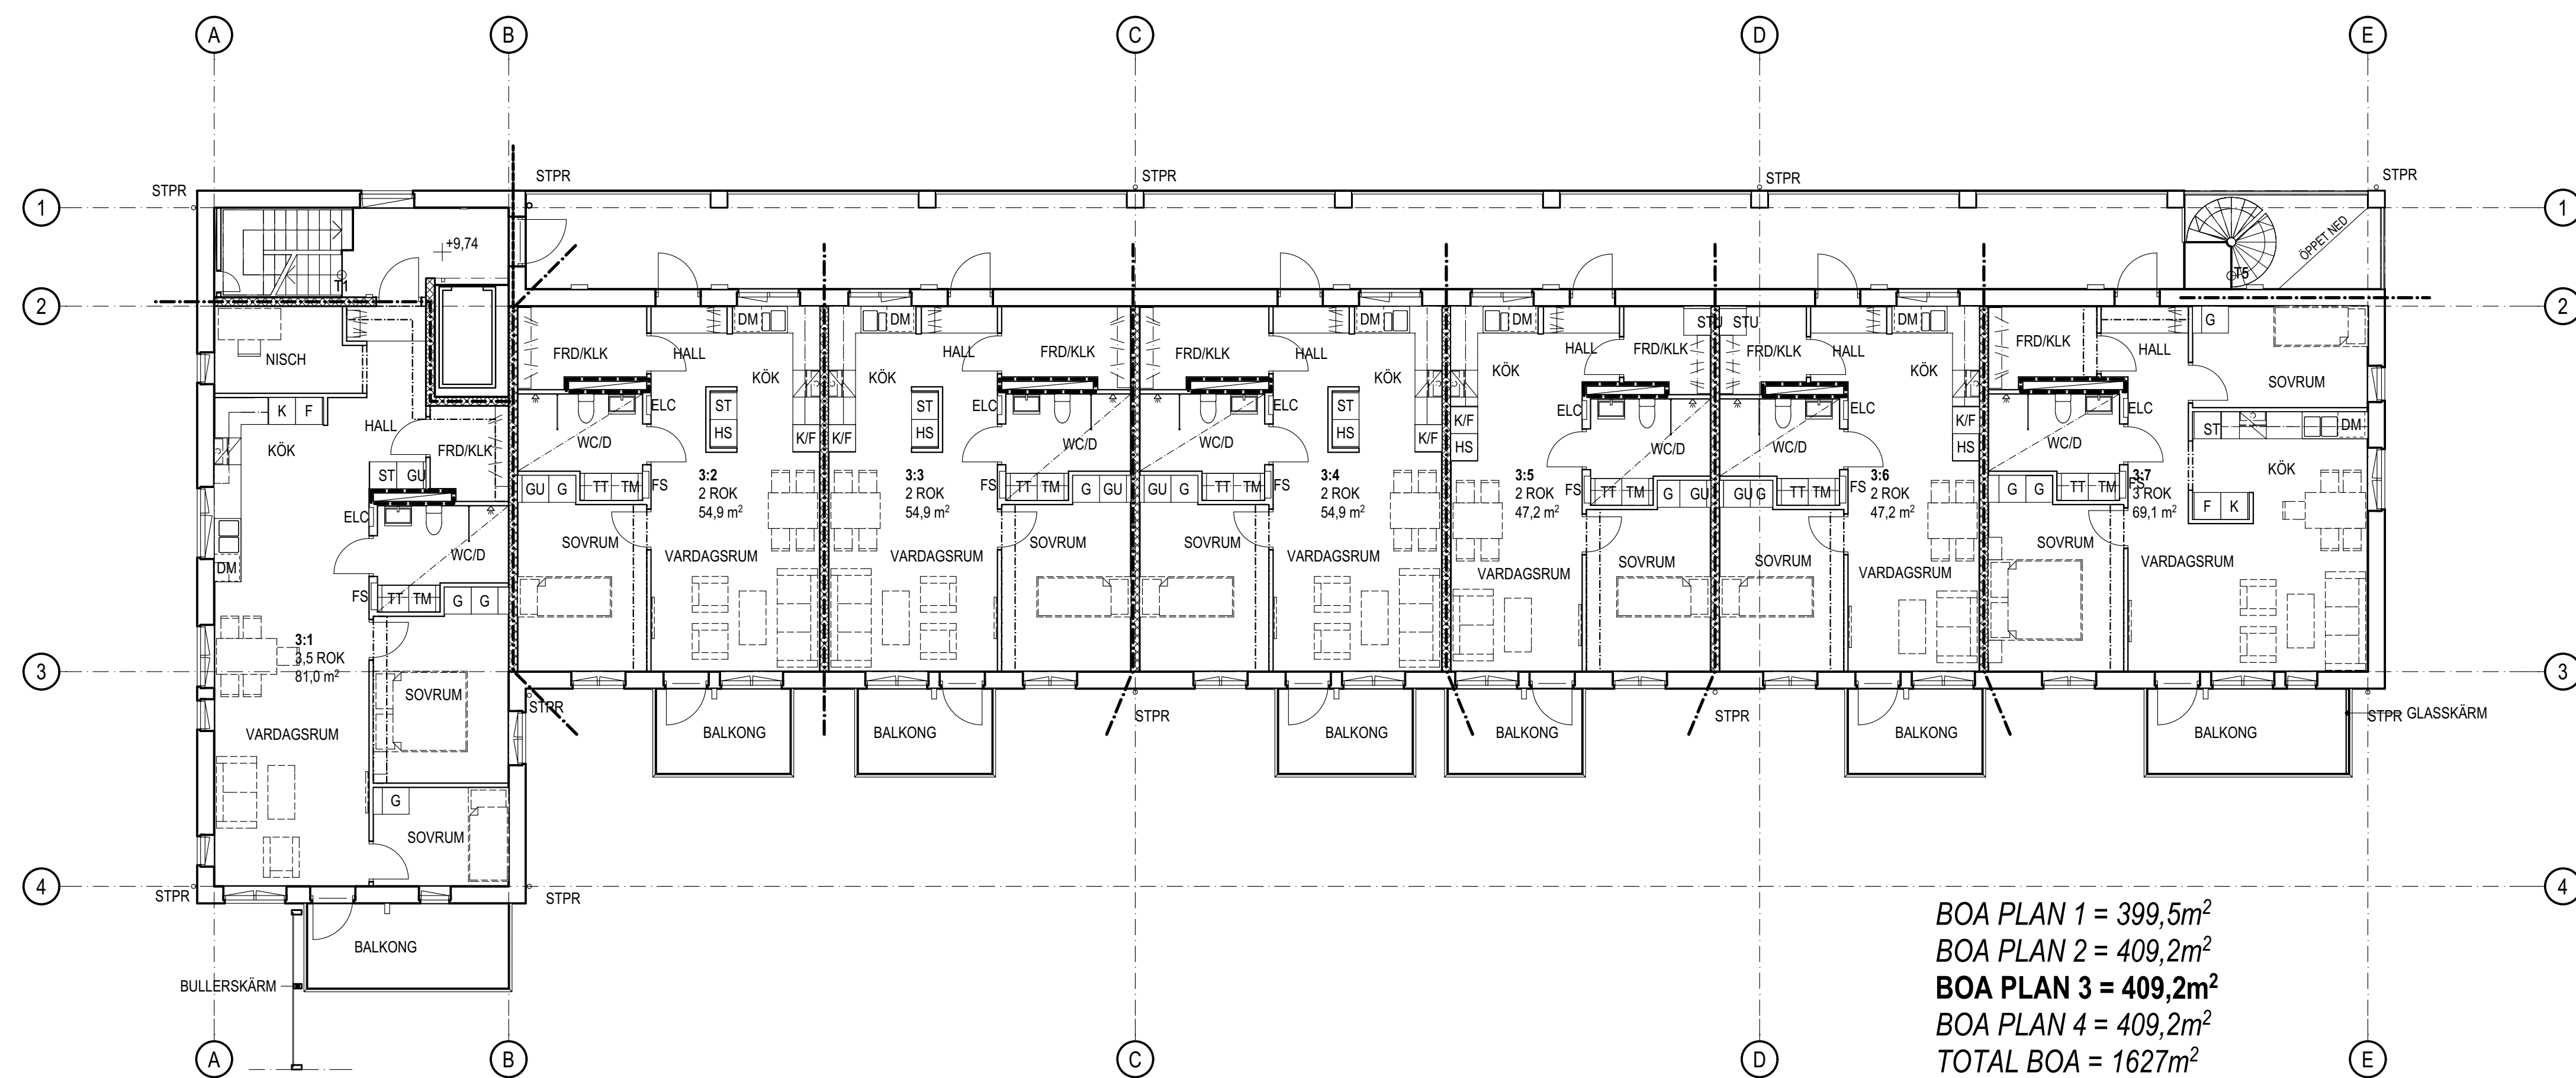 A B C D E
STPR STPR STPR STPR STPR
1 1
+9,74
ÖPPET NED
T1 T5
2 2
NISCH
K F
HALL
KÖK
FRD/KLK
ST GU
ELC
WC/D
DM
FS
TT TM G G
3:1
3,5 ROK
81,0 m²
SOVRUM
VARDAGSRUM
G
SOVRUM
BALKONG
BULLERSKÄRM
FRD/KLK
HALL
DM
KÖK
ST
HS
ELC
K/F
WC/D
GU G TT TM FS
3:2
2 ROK
54,9 m²
SOVRUM
VARDAGSRUM
BALKONG
DM
HALL
KÖK
FRD/KLK
ST
HS
ELC
K/F
WC/D
3:3
2 ROK
54,9 m²
FS TT TM G GU
VARDAGSRUM
SOVRUM
BALKONG
FRD/KLK
HALL
DM
KÖK
ST
HS
ELC
K/F
WC/D
GU G TT TM FS
3:4
2 ROK
54,9 m²
SOVRUM
VARDAGSRUM
BALKONG
DM
STU
HALL
FRD/KLK
KÖK
K/F
HS
ELC
WC/D
3:5
2 ROK
47,2 m²
FS TT TM G GU
VARDAGSRUM
SOVRUM
BALKONG
STU
DM
FRD/KLK
HALL
KÖK
ELC
K/F
HS
WC/D
GU G TT TM FS
3:6
2 ROK
47,2 m²
SOVRUM
VARDAGSRUM
BALKONG
FRD/KLK
HALL
G
SOVRUM
ELC
ST
DM
WC/D
KÖK
G G TT TM FS
3:7
3 ROK
69,1 m²
F K
SOVRUM
VARDAGSRUM
BALKONG
GLASSKÄRM
3 3
STPR STPR STPR STPR
4 4
STPR STPR
BOA PLAN 1 = 399,5m²
BOA PLAN 2 = 409,2m²
BOA PLAN 3 = 409,2m²
BOA PLAN 4 = 409,2m²
TOTAL BOA = 1627m²
A B C D E